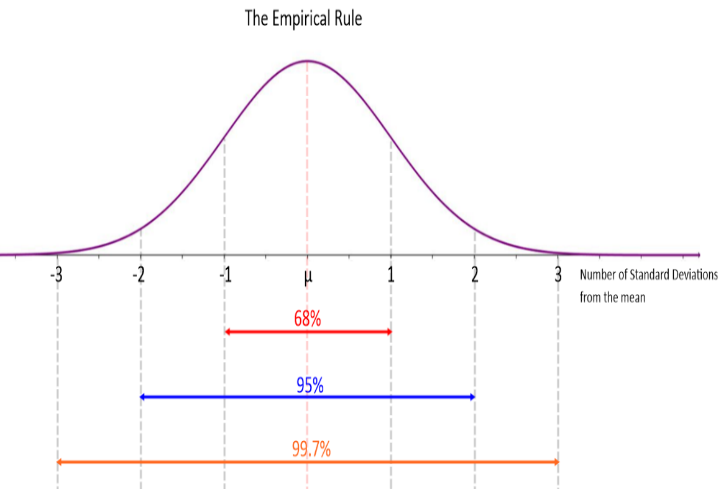 The Empirical Rule
-3 -2 -1 μ 1 2 3 Number of Standard Deviations
from the mean
68%
95%
99.7%